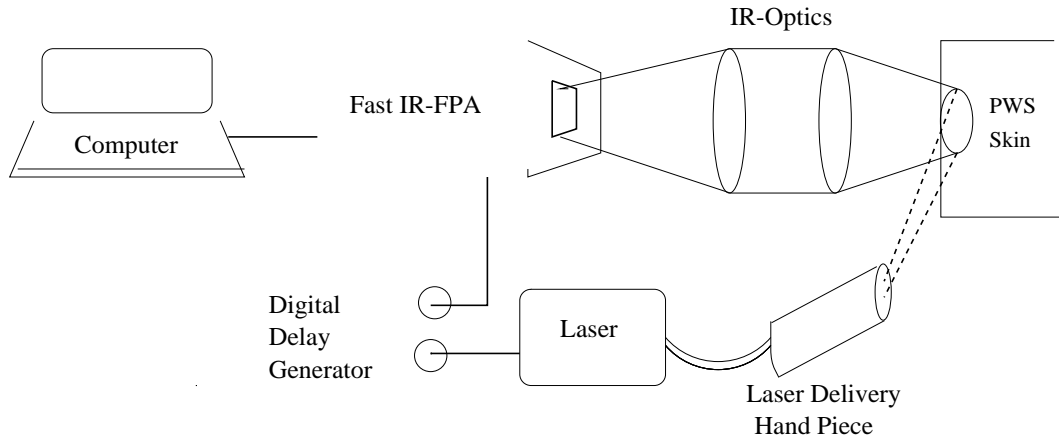 IR-Optics
Fast IR-FPA
PWS
Skin
Computer
Digital
Delay
Generator
Laser
Laser Delivery
Hand Piece